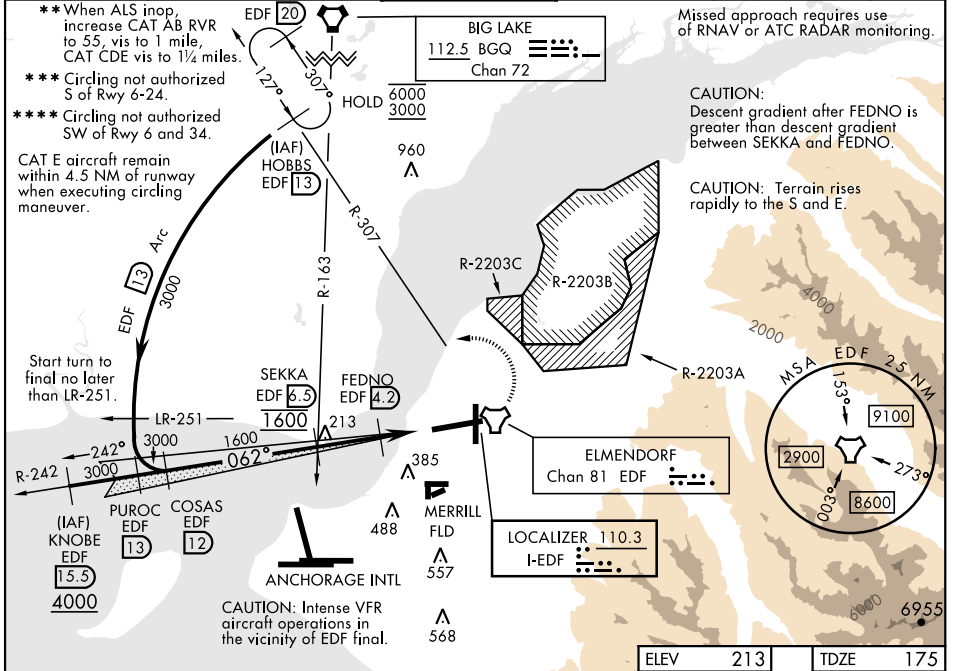 ** When ALS inop,
increase CAT AB RVR
to 55, vis to 1 mile,
CAT CDE vis to 1¼ miles.
*** Circling not authorized
S of Rwy 6-24.
**** Circling not authorized
SW of Rwy 6 and 34.
CAT E aircraft remain
within 4.5 NM of runway
when executing circling
maneuver.
EDF 20
BIG LAKE
112.5 BGQ
Chan 72
Missed approach requires use
of RNAV or ATC RADAR monitoring.
127°
307°
HOLD
6000
3000
CAUTION:
Descent gradient after FEDNO is
greater than descent gradient
between SEKKA and FEDNO.
CAUTION: Terrain rises
rapidly to the S and E.
(IAF)
HOBBS
EDF 13
960
R-307
R-163
EDF 13 Arc
3000
R-2203C
R-2203B
R-2203A
4000
2000
Start turn to
final no later
than LR-251.
LR-251
SEKKA
EDF 6.5
1600
FEDNO
EDF 4.2
213
R-242
242°
3000
3000
1600
062°
385
488
MERRILL
FLD
557
568
(IAF)
KNOBE
EDF
15.5
4000
PUROC
EDF
13
COSAS
EDF
12
ANCHORAGE INTL
CAUTION: Intense VFR
aircraft operations in
the vicinity of EDF final.
ELMENDORF
Chan 81 EDF
LOCALIZER 110.3
I-EDF
MSA EDF 25 NM
153°
9100
2900
273°
003°
8600
6000
6955
ELEV 213
TDZE 175